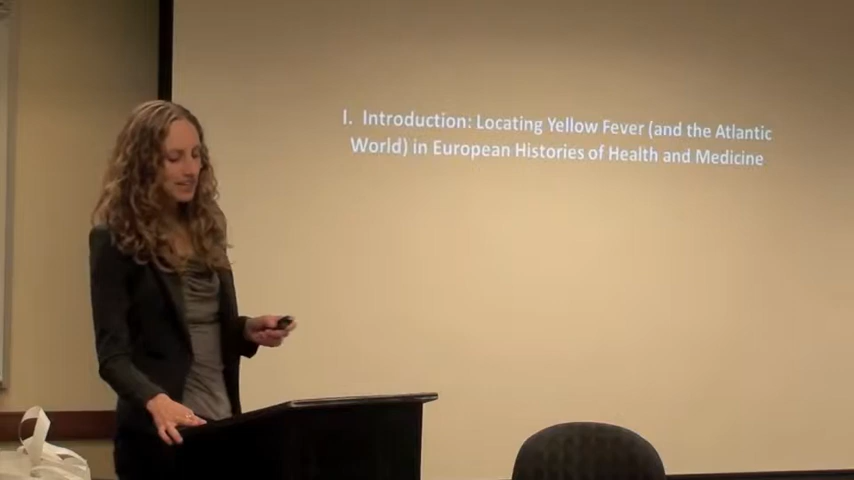 I. Introduction: Locating Yellow Fever (and the Atlantic
World) in European Histories of Health and Medicine